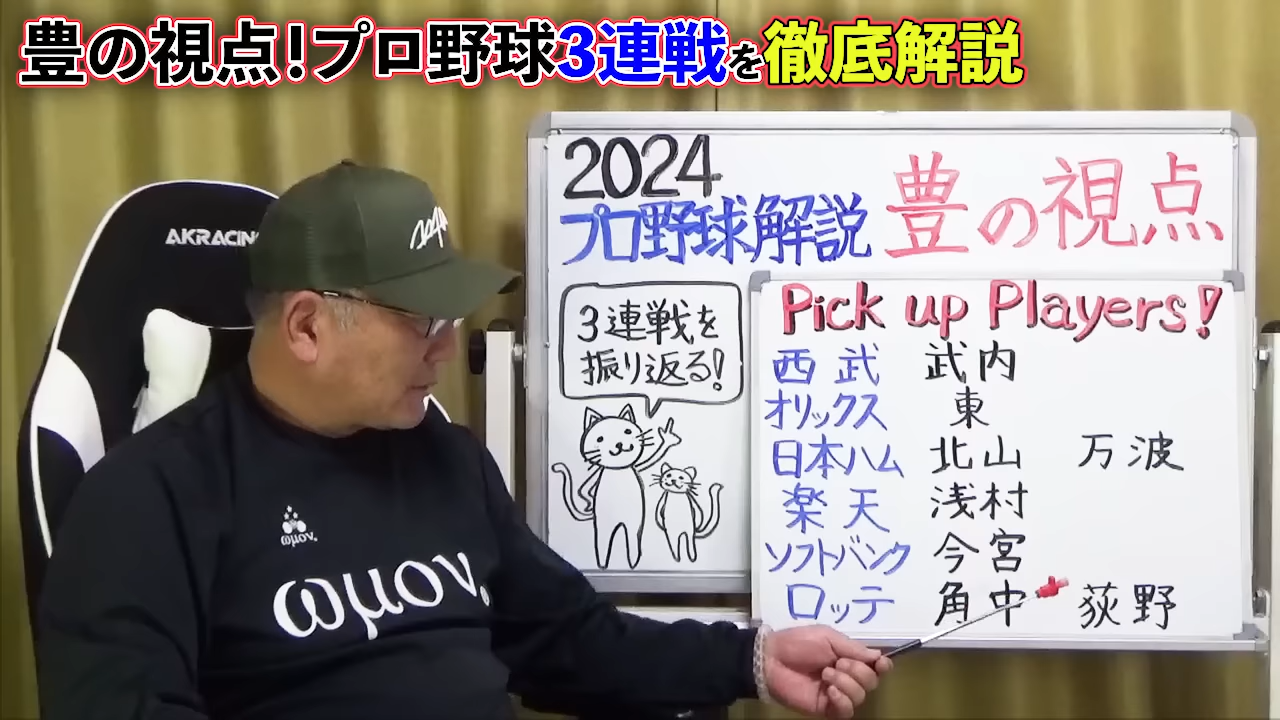 豊の視点!プロ野球3連戦を徹底解説
2024
プロ野球解説 豊の視点
3連戦を
振り返る!
Pick up Players!
西武 武内
オリックス 東
日本ハム 北山 万波
楽天 浅村
ソフトバンク 今宮
ロッテ 角中 荻野
AKRACING
ωμον.
ωμον.